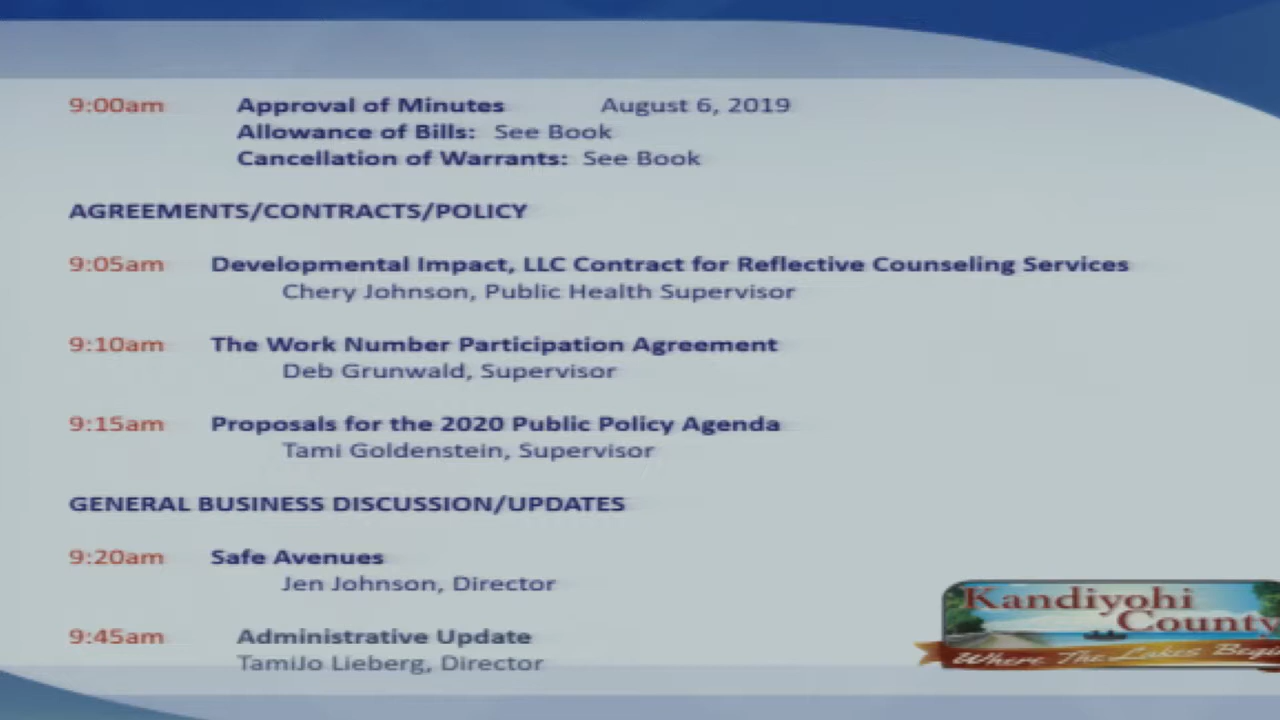 9:00am Approval of Minutes August 6, 2019
Allowance of Bills: See Book
Cancellation of Warrants: See Book
AGREEMENTS/CONTRACTS/POLICY
9:05am Developmental Impact, LLC Contract for Reflective Counseling Services
Chery Johnson, Public Health Supervisor
9:10am The Work Number Participation Agreement
Deb Grunwald, Supervisor
9:15am Proposals for the 2020 Public Policy Agenda
Tami Goldenstein, Supervisor
GENERAL BUSINESS DISCUSSION/UPDATES
9:20am Safe Avenues
Jen Johnson, Director
9:45am Administrative Update
TamiJo Lieberg, Director
Kandiyohi
County
Where The Lakes Begi